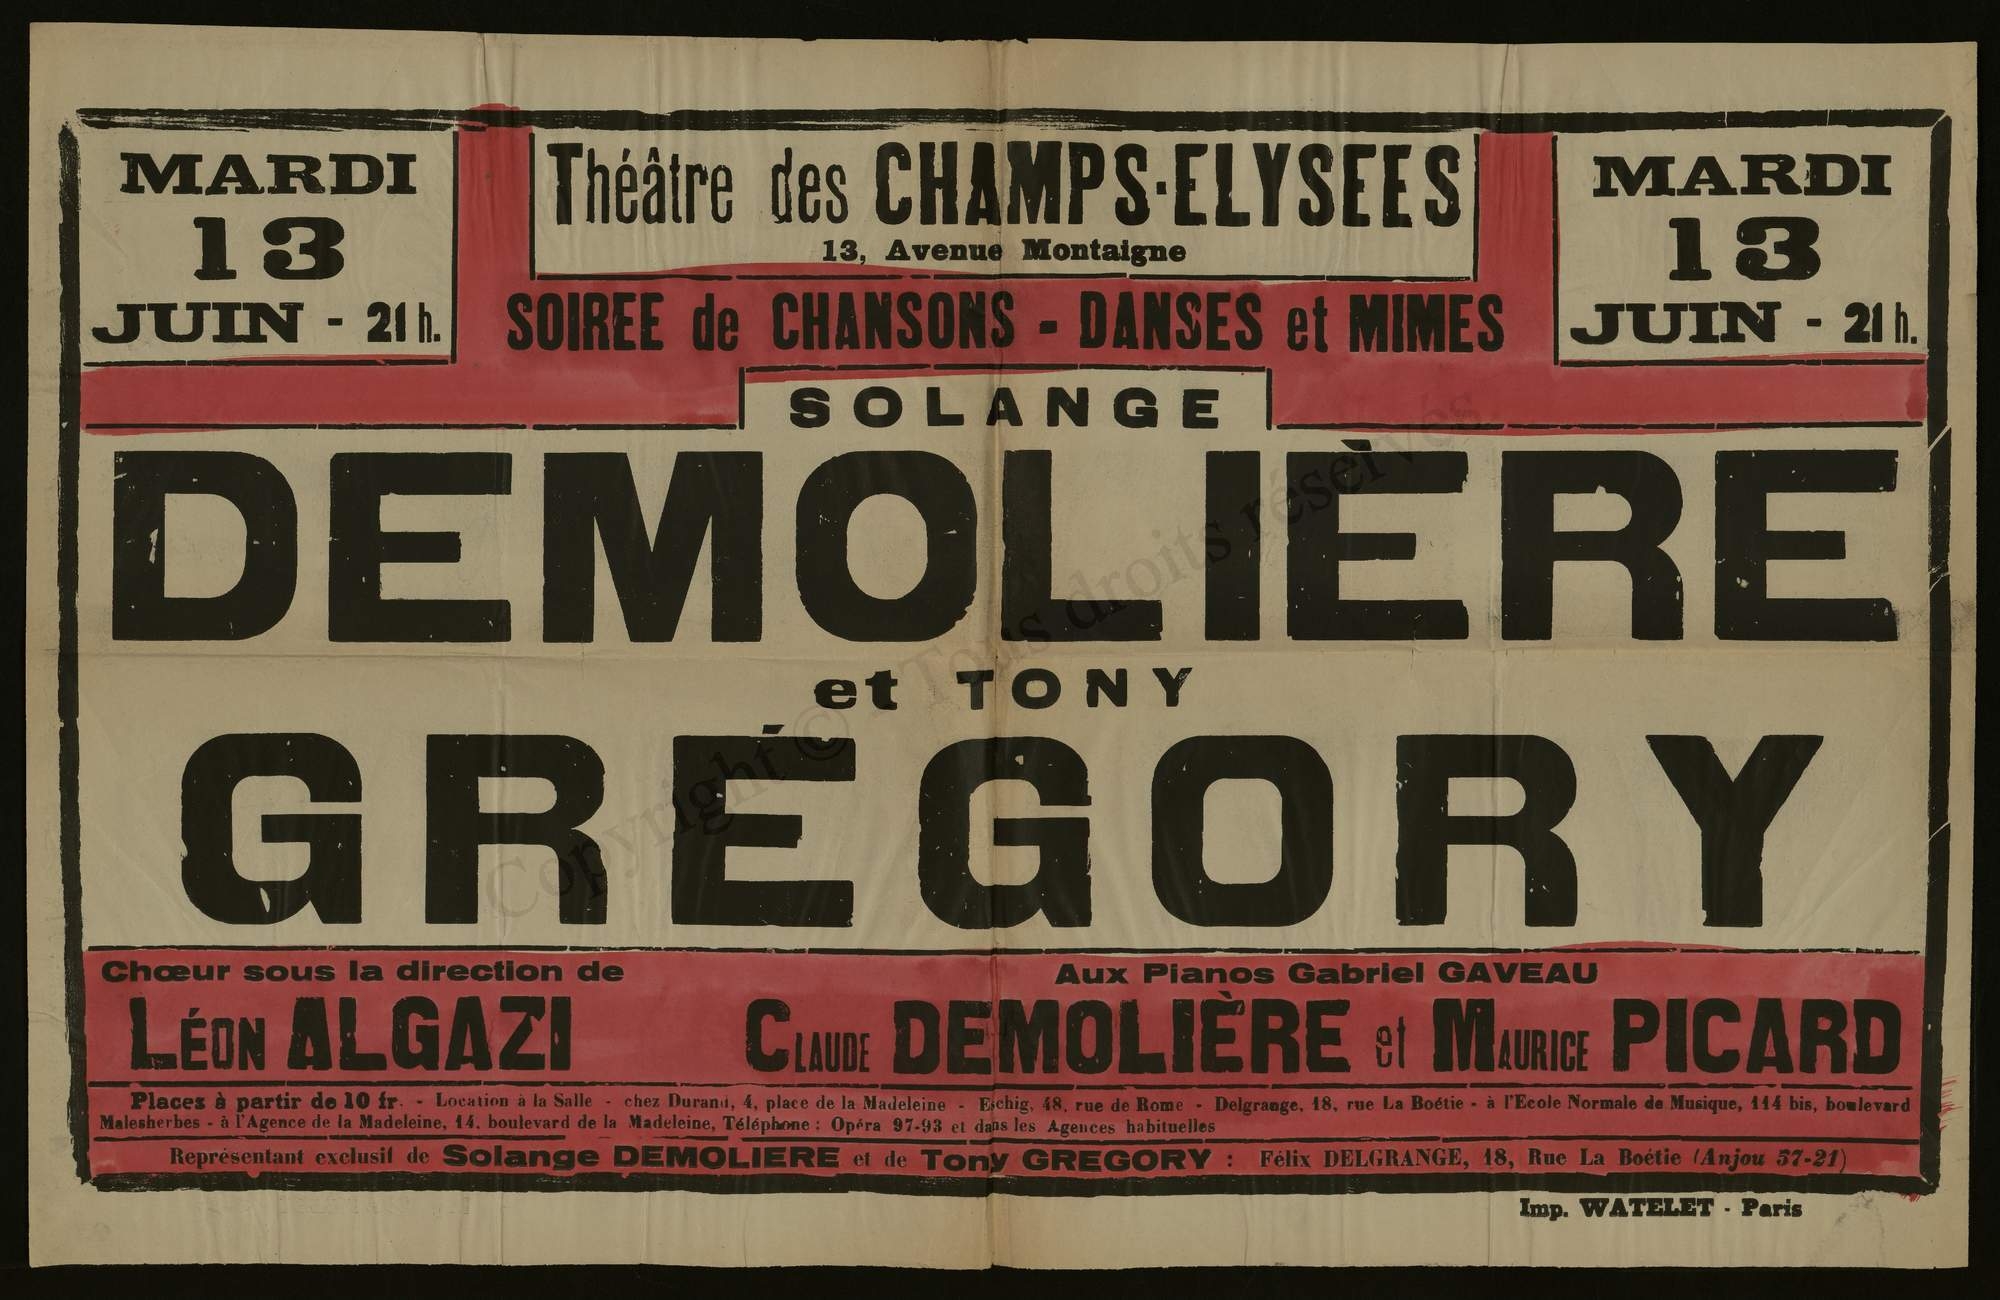 MARDI
13
JUIN - 21 h.
Théâtre des CHAMPS-ELYSEES
13, Avenue Montaigne
MARDI
13
JUIN - 21 h.
SOIREE de CHANSONS - DANSES et MIMES
SOLANGE
DEMOLIÈRE
et TONY
GRÉGORY
Chœur sous la direction de
LÉON ALGAZI
Aux Pianos Gabriel GAVEAU
CLAUDE DEMOLIÈRE et MAURICE PICARD
Places à partir de 10 fr. - Location à la Salle - chez Durand, 4, place de la Madeleine - Eschig, 48, rue de Rome - Delgrange, 18, rue La Boétie - à l'Ecole Normale de Musique, 114 bis, boulevard
Malesherbes - à l'Agence de la Madeleine, 14, boulevard de la Madeleine, Téléphone : Opéra 97-93 et dans les Agences habituelles
Représentant exclusif de Solange DEMOLIERE et de Tony GREGORY : Félix DELGRANGE, 18, Rue La Boétie (Anjou 57-21)
Imp. WATELET - Paris
Copyright © - Tous droits réservés